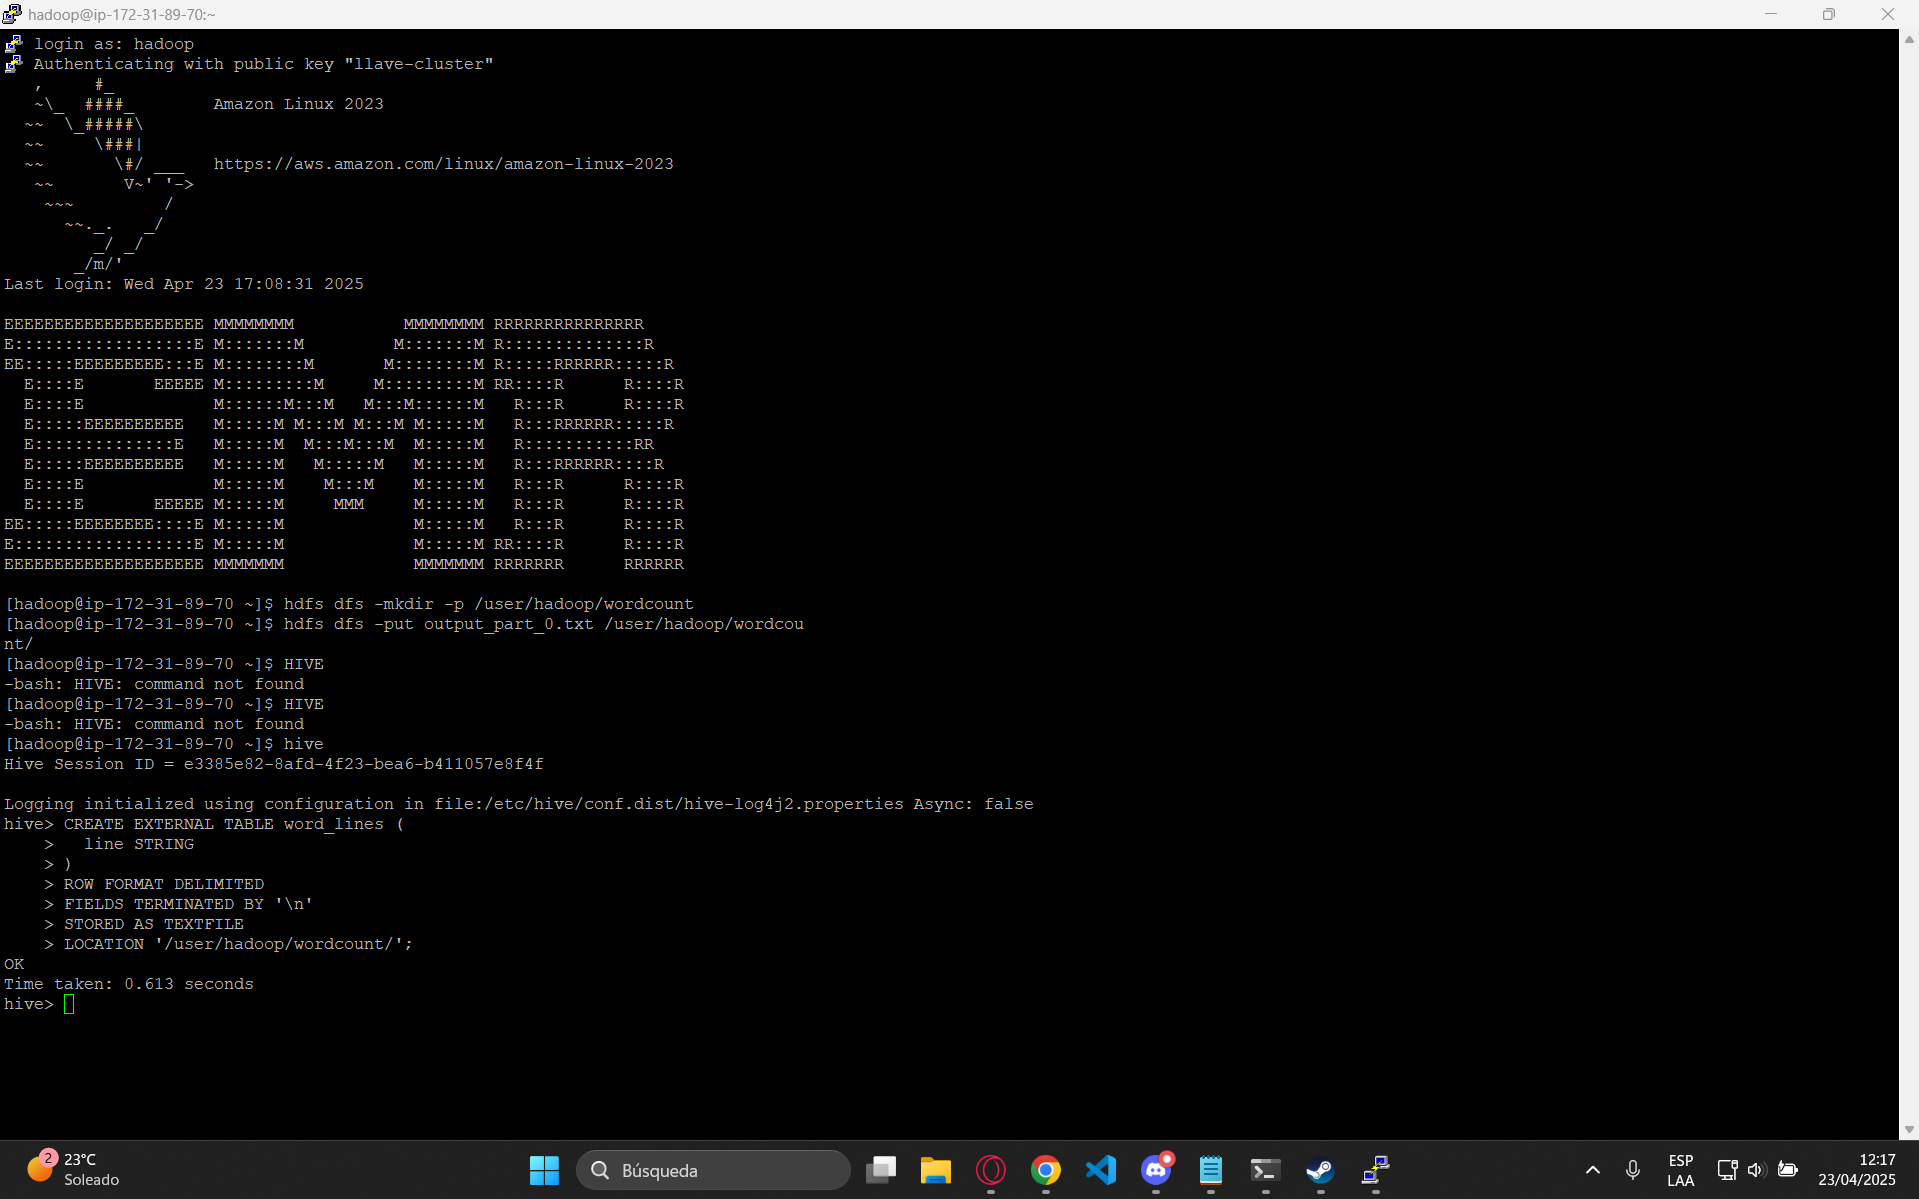 hadoop@ip-172-31-89-70:~
login as: hadoop
Authenticating with public key "llave-cluster"
   ,     #_
   ~\_  ####_        Amazon Linux 2023
  ~~  \_#####\
  ~~     \###|
  ~~       \#/ ___   https://aws.amazon.com/linux/amazon-linux-2023
   ~~       V~' '->
    ~~~         /
      ~~._.   _/
         _/ _/
       _/m/'
Last login: Wed Apr 23 17:08:31 2025
EEEEEEEEEEEEEEEEEEEE MMMMMMMM           MMMMMMMM RRRRRRRRRRRRRRR
E::::::::::::::::::E M:::::::M         M:::::::M R::::::::::::::R
EE:::::EEEEEEEEE:::E M::::::::M       M::::::::M R:::::RRRRRR:::::R
  E::::E       EEEEE M:::::::::M     M:::::::::M RR::::R      R::::R
  E::::E             M::::::M:::M   M:::M::::::M   R:::R      R::::R
  E:::::EEEEEEEEEE   M:::::M M:::M M:::M M:::::M   R:::RRRRRR:::::R
  E::::::::::::::E   M:::::M  M:::M:::M  M:::::M   R:::::::::::RR
  E:::::EEEEEEEEEE   M:::::M   M:::::M   M:::::M   R:::RRRRRR::::R
  E::::E             M:::::M    M:::M    M:::::M   R:::R      R::::R
  E::::E       EEEEE M:::::M     MMM     M:::::M   R:::R      R::::R
EE:::::EEEEEEEE::::E M:::::M             M:::::M   R:::R      R::::R
E::::::::::::::::::E M:::::M             M:::::M RR::::R      R::::R
EEEEEEEEEEEEEEEEEEEE MMMMMMM             MMMMMMM RRRRRRR      RRRRRR
[hadoop@ip-172-31-89-70 ~]$ hdfs dfs -mkdir -p /user/hadoop/wordcount
[hadoop@ip-172-31-89-70 ~]$ hdfs dfs -put output_part_0.txt /user/hadoop/wordcou
nt/
[hadoop@ip-172-31-89-70 ~]$ HIVE
-bash: HIVE: command not found
[hadoop@ip-172-31-89-70 ~]$ HIVE
-bash: HIVE: command not found
[hadoop@ip-172-31-89-70 ~]$ hive
Hive Session ID = e3385e82-8afd-4f23-bea6-b411057e8f4f
Logging initialized using configuration in file:/etc/hive/conf.dist/hive-log4j2.properties Async: false
hive> CREATE EXTERNAL TABLE word_lines (
    >   line STRING
    > )
    > ROW FORMAT DELIMITED
    > FIELDS TERMINATED BY '\n'
    > STORED AS TEXTFILE
    > LOCATION '/user/hadoop/wordcount/';
OK
Time taken: 0.613 seconds
hive>
2
23°C
Soleado
Búsqueda
ESP
LAA
12:17
23/04/2025